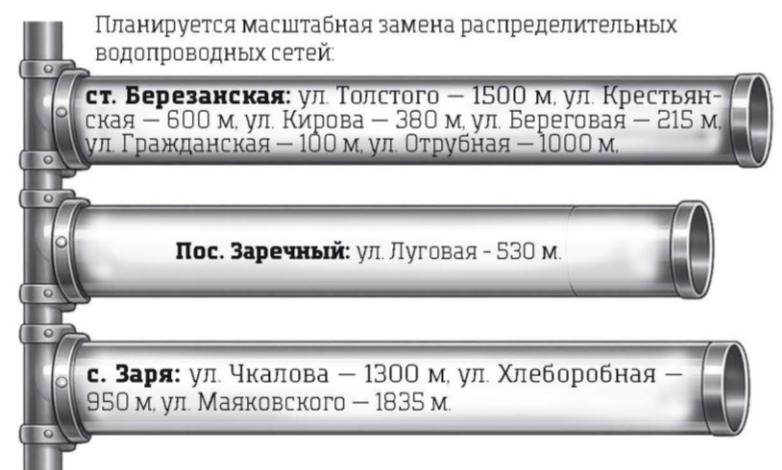 Планируется масштабная замена распределительных
водопроводных сетей:
ст. Березанская: ул. Толстого – 1500 м, ул. Крестьян-
ская – 600 м, ул. Кирова – 380 м, ул. Береговая – 215 м,
ул. Гражданская – 100 м, ул. Отрубная – 1000 м,
Пос. Заречный: ул. Луговая - 530 м.
с. Заря: ул. Чкалова – 1300 м, ул. Хлеборобная –
950 м, ул. Маяковского – 1835 м.